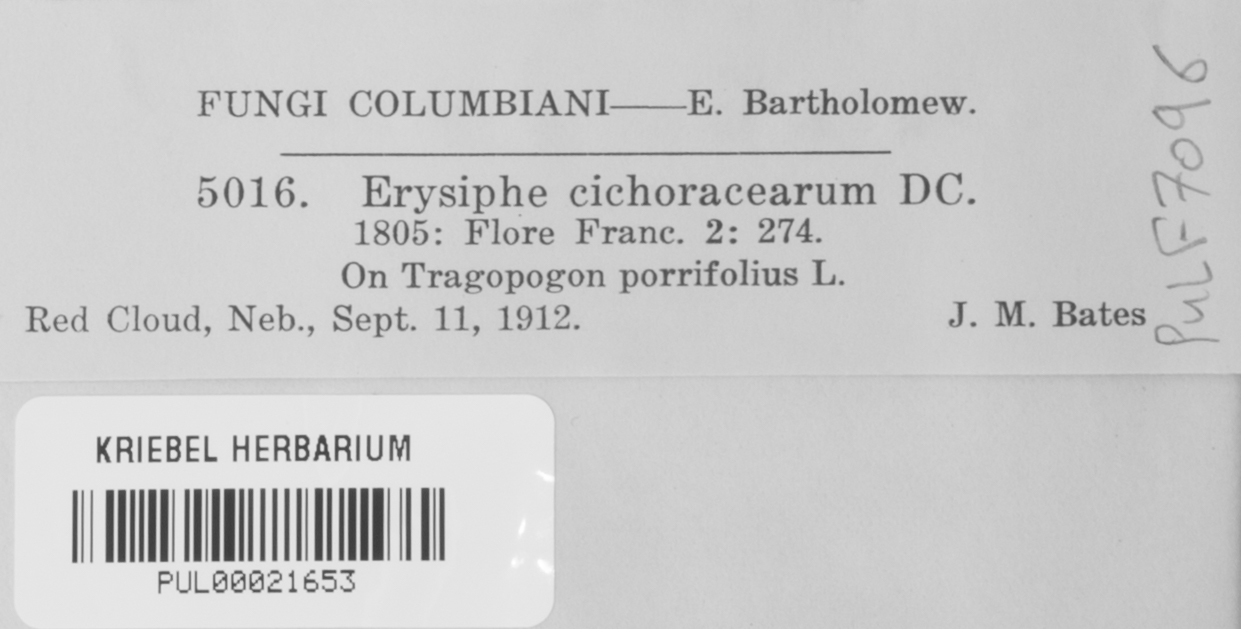 FUNGI COLUMBIANI——E. Bartholomew.
5016. Erysiphe cichoracearum DC.
1805: Flore Franc. 2: 274.
On Tragopogon porrifolius L.
Red Cloud, Neb., Sept. 11, 1912. J. M. Bates
PULF7096
KRIEBEL HERBARIUM
PUL00021653